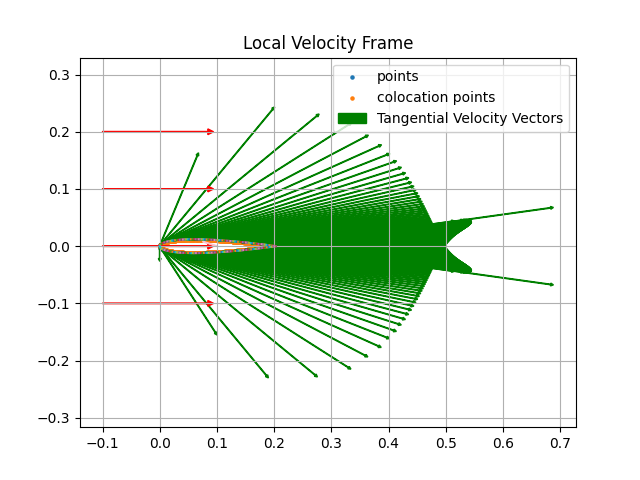 Local Velocity Frame
points
colocation points
Tangential Velocity Vectors
0.3
0.2
0.1
0.0
−0.1
−0.2
−0.3
−0.1 0.0 0.1 0.2 0.3 0.4 0.5 0.6 0.7